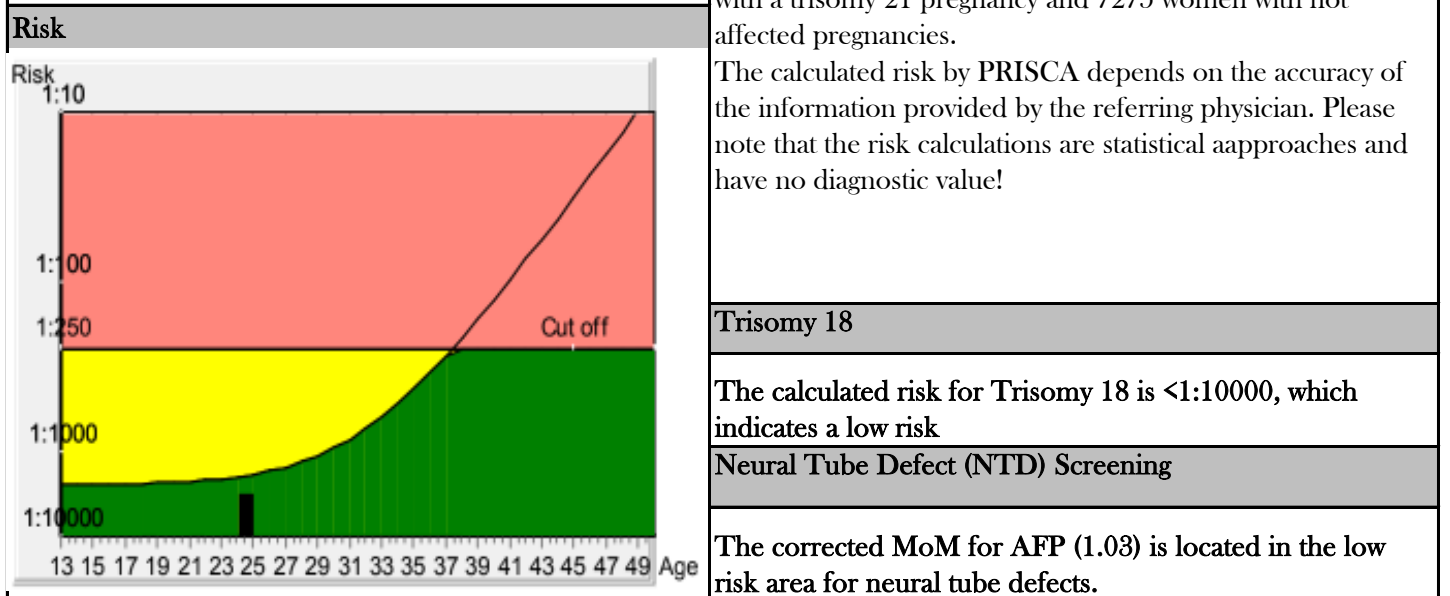 Risk
Risk
1:10
1:100
1:250
Cut off
1:1000
1:10000
13 15 17 19 21 23 25 27 29 31 33 35 37 39 41 43 45 47 49 Age
with a trisomy 21 pregnancy and 7275 women with not
affected pregnancies.
The calculated risk by PRISCA depends on the accuracy of
the information provided by the referring physician. Please
note that the risk calculations are statistical aapproaches and
have no diagnostic value!
Trisomy 18
The calculated risk for Trisomy 18 is <1:10000, which
indicates a low risk
Neural Tube Defect (NTD) Screening
The corrected MoM for AFP (1.03) is located in the low
risk area for neural tube defects.